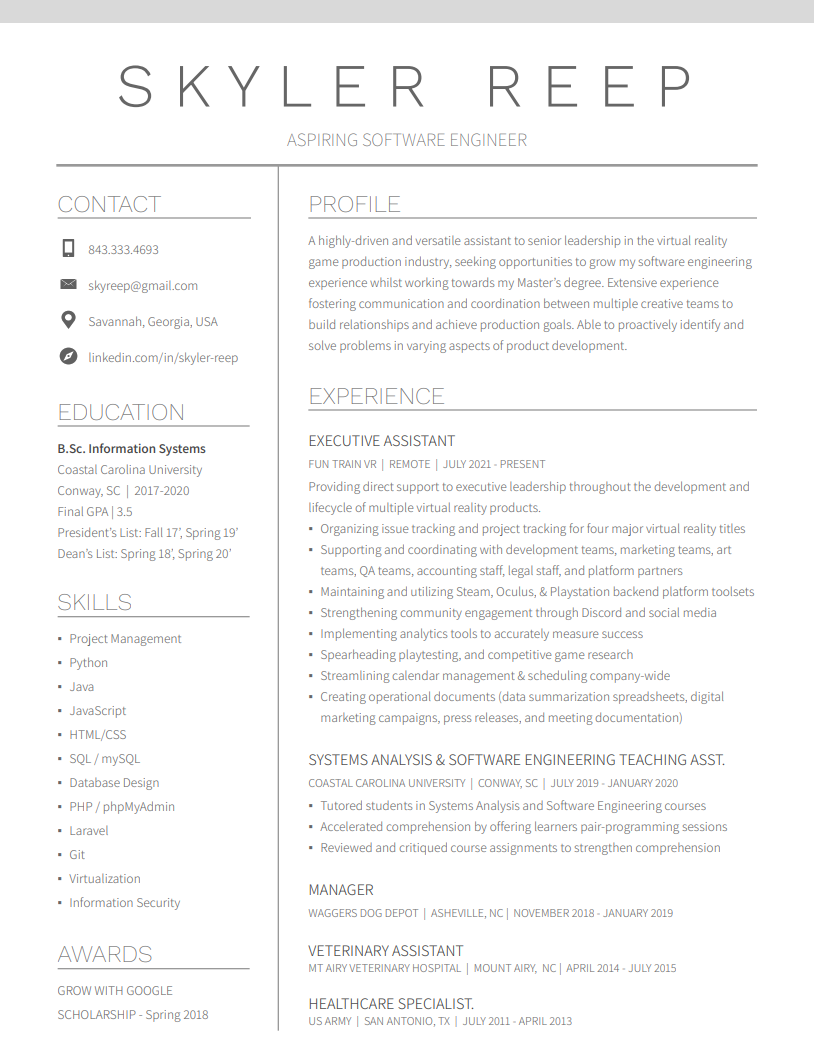 SKYLER REEP
ASPIRING SOFTWARE ENGINEER
CONTACT
843.333.4693
skyreep@gmail.com
Savannah, Georgia, USA
linkedin.com/in/skyler-reep
EDUCATION
B.Sc. Information Systems
Coastal Carolina University
Conway, SC | 2017-2020
Final GPA | 3.5
President's List: Fall 17', Spring 19'
Dean's List: Spring 18', Spring 20'
SKILLS
▪ Project Management
▪ Python
▪ Java
▪ JavaScript
▪ HTML/CSS
▪ SQL / mySQL
▪ Database Design
▪ PHP / phpMyAdmin
▪ Laravel
▪ Git
▪ Virtualization
▪ Information Security
AWARDS
GROW WITH GOOGLE
SCHOLARSHIP - Spring 2018
PROFILE
A highly-driven and versatile assistant to senior leadership in the virtual reality
game production industry, seeking opportunities to grow my software engineering
experience whilst working towards my Master's degree. Extensive experience
fostering communication and coordination between multiple creative teams to
build relationships and achieve production goals. Able to proactively identify and
solve problems in varying aspects of product development.
EXPERIENCE
EXECUTIVE ASSISTANT
FUN TRAIN VR | REMOTE | JULY 2021 - PRESENT
Providing direct support to executive leadership throughout the development and
lifecycle of multiple virtual reality products.
▪ Organizing issue tracking and project tracking for four major virtual reality titles
▪ Supporting and coordinating with development teams, marketing teams, art
teams, QA teams, accounting staff, legal staff, and platform partners
▪ Maintaining and utilizing Steam, Oculus, & Playstation backend platform toolsets
▪ Strengthening community engagement through Discord and social media
▪ Implementing analytics tools to accurately measure success
▪ Spearheading playtesting, and competitive game research
▪ Streamlining calendar management & scheduling company-wide
▪ Creating operational documents (data summarization spreadsheets, digital
marketing campaigns, press releases, and meeting documentation)
SYSTEMS ANALYSIS & SOFTWARE ENGINEERING TEACHING ASST.
COASTAL CAROLINA UNIVERSITY | CONWAY, SC | JULY 2019 - JANUARY 2020
▪ Tutored students in Systems Analysis and Software Engineering courses
▪ Accelerated comprehension by offering learners pair-programming sessions
▪ Reviewed and critiqued course assignments to strengthen comprehension
MANAGER
WAGGERS DOG DEPOT | ASHEVILLE, NC | NOVEMBER 2018 - JANUARY 2019
VETERINARY ASSISTANT
MT AIRY VETERINARY HOSPITAL | MOUNT AIRY, NC | APRIL 2014 - JULY 2015
HEALTHCARE SPECIALIST.
US ARMY | SAN ANTONIO, TX | JULY 2011 - APRIL 2013